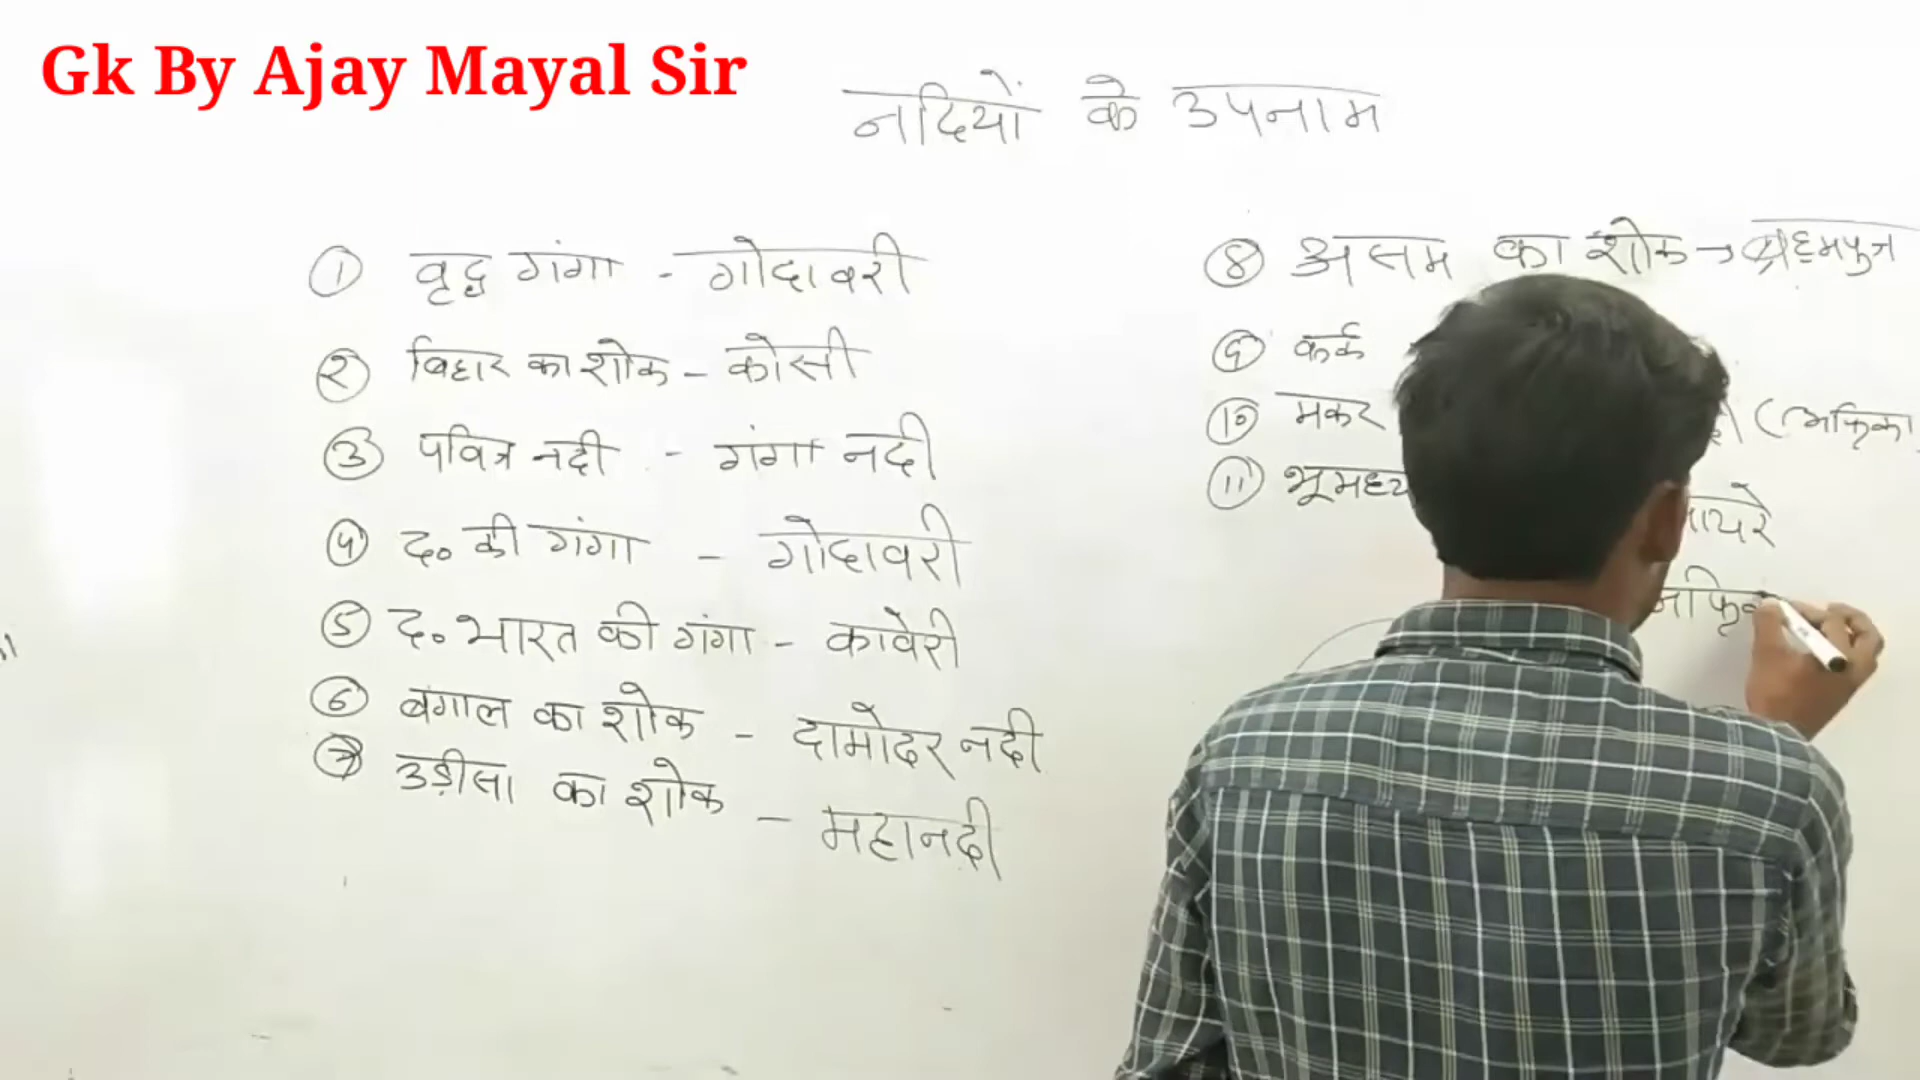 Gk By Ajay Mayal Sir
नदियों के उपनाम
① वृद्ध गंगा - गोदावरी
② बिहार का शोक - कोसी
③ पवित्र नदी - गंगा नदी
④ द० की गंगा - गोदावरी
⑤ द० भारत की गंगा - कावेरी
⑥ बंगाल का शोक - दामोदर नदी
⑦ उड़ीसा का शोक - महानदी
⑧ असम का शोक → ब्रह्मपुत्र
⑨ कर्क
⑩ मकर (अफ्रिका)
⑪ भूमध्य